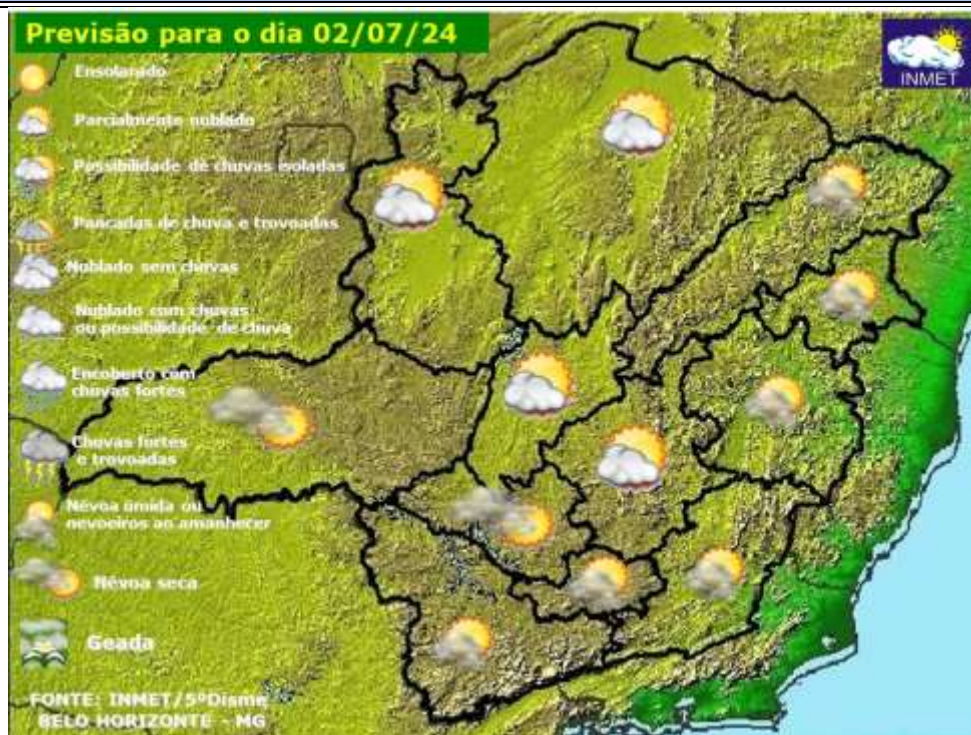 Previsão para o dia 02/07/24
INMET
Ensolarado
Parcialmente nublado
Possibilidade de chuvas isoladas
Pancadas de chuva e trovoadas
Nublado sem chuvas
Nublado com chuvas
ou possibilidade de chuva
Encoberto com
chuvas fortes
Chuvas fortes
e trovoadas
Névoa úmida ou
nevoeiros ao amanhecer
Névoa seca
Geada
FONTE: INMET/5ºDisme
BELO HORIZONTE - MG